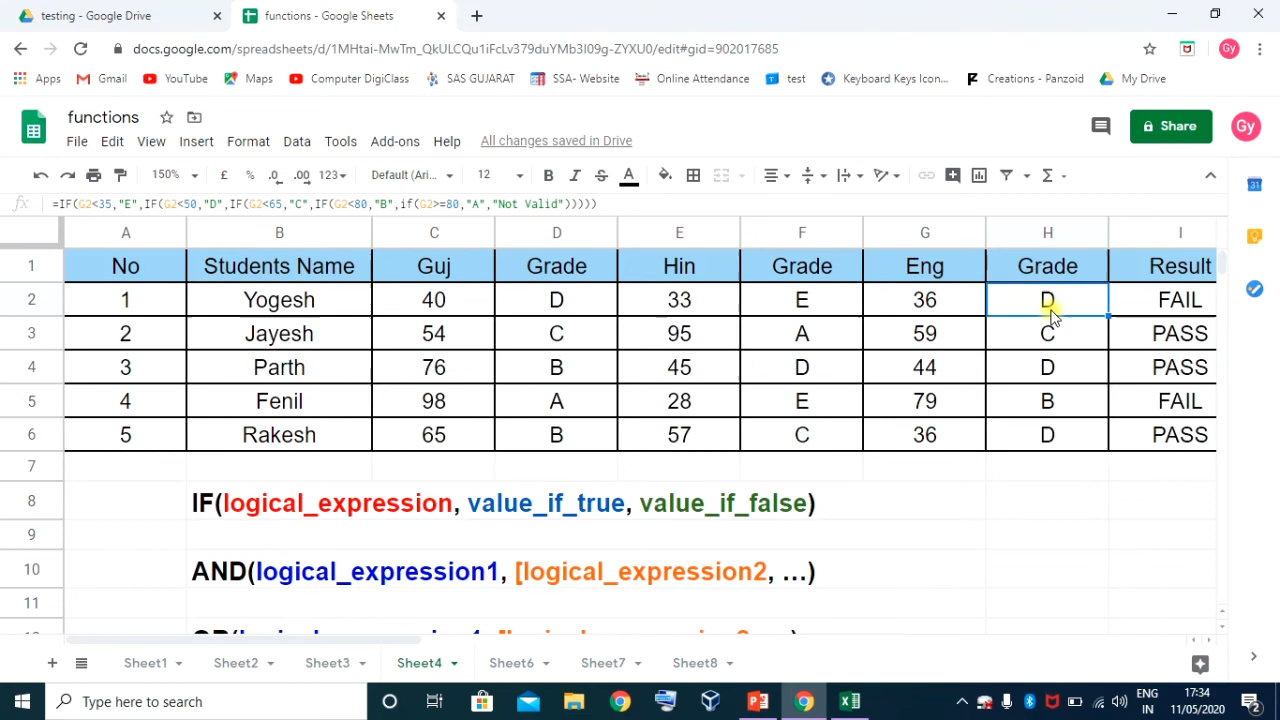 testing - Google Drive
functions - Google Sheets
docs.google.com/spreadsheets/d/1MHtai-MwTm_QkULCQu1iFcLv379duYMb3I09g-ZYXU0/edit#gid=902017685
Gy
Apps Gmail YouTube Maps Computer DigiClass SAS GUJARAT SSA- Website Online Attendance test Keyboard Keys Icon... Creations - Panzoid My Drive
functions
Share
Gy
File Edit View Insert Format Data Tools Add-ons Help All changes saved in Drive
150% £ % .0 .00 123 Default (Ari... 12 B I S A
fx =IF(G2<35,"E",IF(G2<50,"D",IF(G2<65,"C",IF(G2<80,"B",if(G2>=80,"A","Not Valid")))))
A B C D E F G H I
1 No Students Name Guj Grade Hin Grade Eng Grade Result
2 1 Yogesh 40 D 33 E 36 D FAIL
3 2 Jayesh 54 C 95 A 59 C PASS
4 3 Parth 76 B 45 D 44 D PASS
5 4 Fenil 98 A 28 E 79 B FAIL
6 5 Rakesh 65 B 57 C 36 D PASS
7
8 IF(logical_expression, value_if_true, value_if_false)
9
10 AND(logical_expression1, [logical_expression2, ...)
11
Sheet1 Sheet2 Sheet3 Sheet4 Sheet6 Sheet7 Sheet8
Type here to search
ENG
IN
17:34
11/05/2020
2